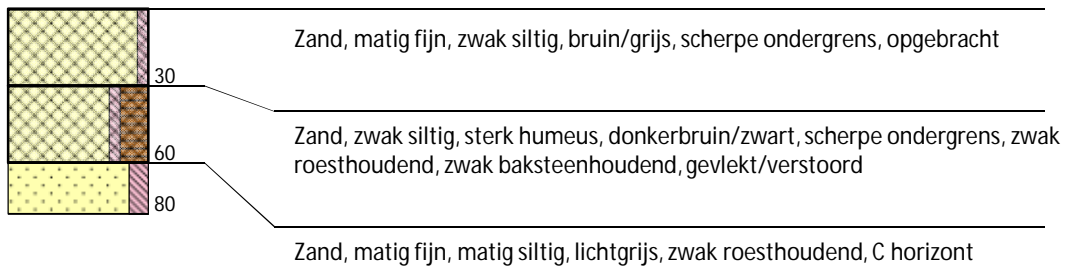 Zand, matig fijn, zwak siltig, bruin/grijs, scherpe ondergrens, opgebracht
30
Zand, zwak siltig, sterk humeus, donkerbruin/zwart, scherpe ondergrens, zwak
roesthoudend, zwak baksteenhoudend, gevlekt/verstoord
60
80
Zand, matig fijn, matig siltig, lichtgrijs, zwak roesthoudend, C horizont